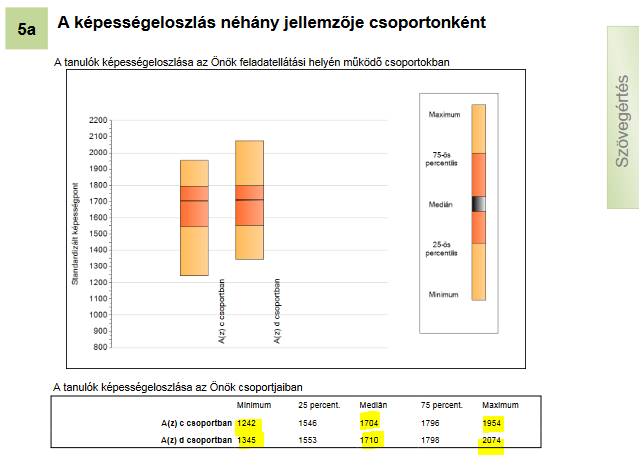 5a
A képességeloszlás néhány jellemzője csoportonként
A tanulók képességeloszlása az Önök feladatellátási helyén működő csoportokban
Szövegértés
Standardizált képességpont
2200
2100
2000
1900
1800
1700
1600
1500
1400
1300
1200
1100
1000
900
800
A(z) c csoportban
A(z) d csoportban
Maximum
75-ös
percentilis
Medián
25-ös
percentilis
Minimum
A tanulók képességeloszlása az Önök csoportjaiban
Minimum 25 percent. Medián 75 percent. Maximum
A(z) c csoportban 1242 1546 1704 1796 1954
A(z) d csoportban 1345 1553 1710 1798 2074